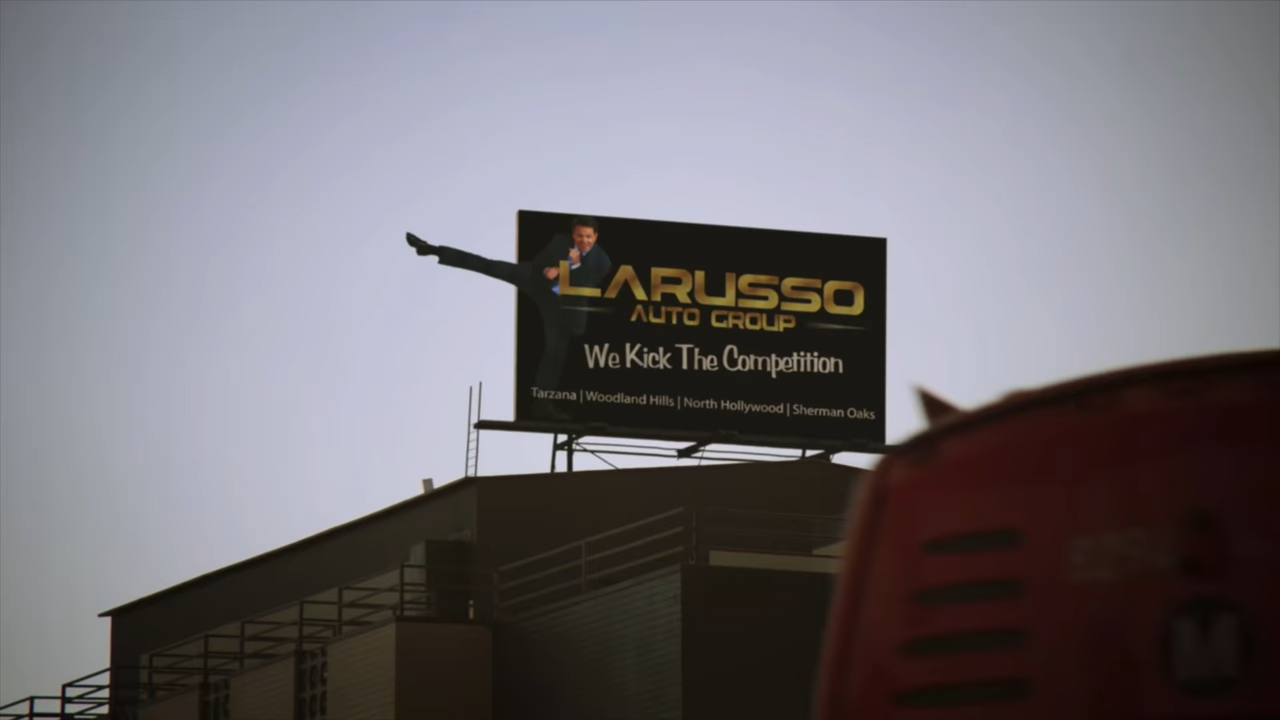 LARUSSO
AUTO GROUP
We Kick The Competition
Tarzana | Woodland Hills | North Hollywood | Sherman Oaks
M